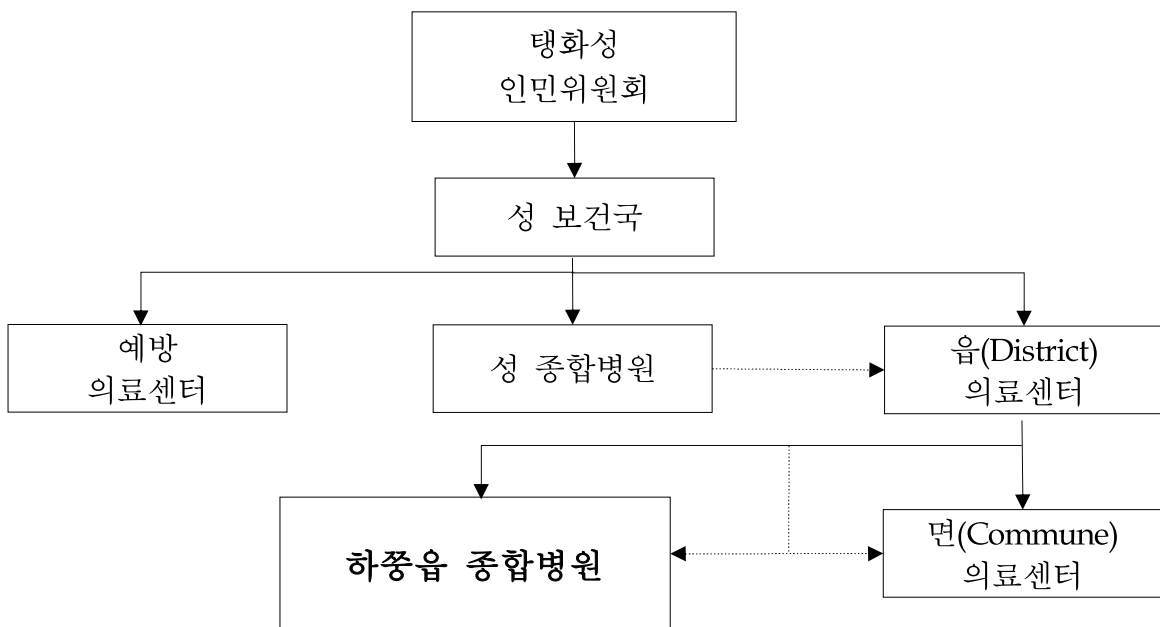 탱화성
인민위원회
성 보건국
예방
의료센터
성 종합병원
읍(District)
의료센터
하쭝읍 종합병원
면(Commune)
의료센터